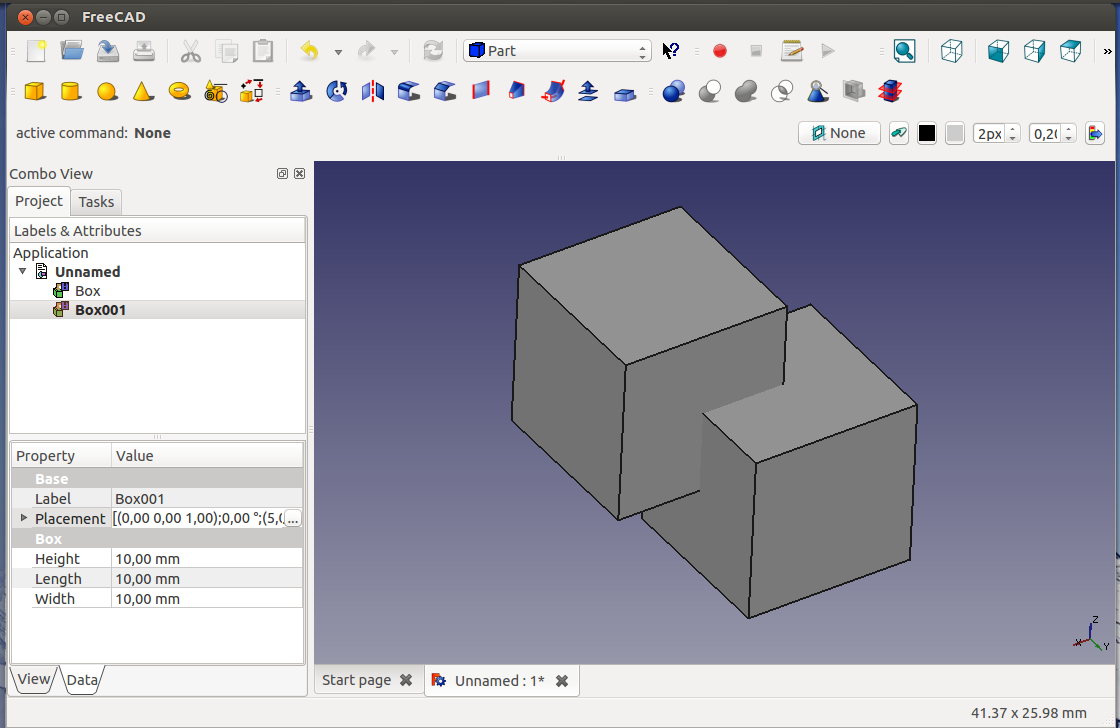 FreeCAD
Part
active command: None
None
2px
0,2(
Combo View
Project
Tasks
Labels & Attributes
Application
Unnamed
Box
Box001
Property Value
Base
Label Box001
Placement [(0,00 0,00 1,00);0,00 °;(5,(
...
Box
Height 10,00 mm
Length 10,00 mm
Width 10,00 mm
View
Data
Z
X
Y
Start page
Unnamed : 1*
41.37 x 25.98 mm